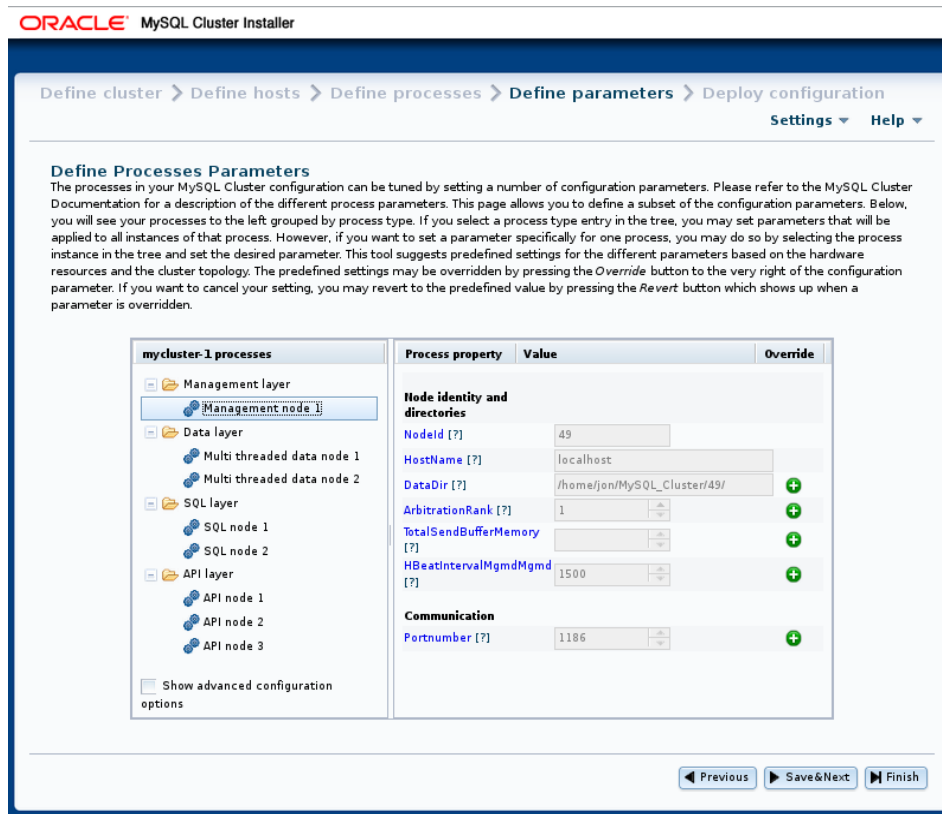 ORACLE MySQL Cluster Installer
Define cluster Define hosts Define processes Define parameters Deploy configuration
Settings Help
Define Processes Parameters
The processes in your MySQL Cluster configuration can be tuned by setting a number of configuration parameters. Please refer to the MySQL Cluster
Documentation for a description of the different process parameters. This page allows you to define a subset of the configuration parameters. Below,
you will see your processes to the left grouped by process type. If you select a process type entry in the tree, you may set parameters that will be
applied to all instances of that process. However, if you want to set a parameter specifically for one process, you may do so by selecting the process
instance in the tree and set the desired parameter. This tool suggests predefined settings for the different parameters based on the hardware
resources and the cluster topology. The predefined settings may be overridden by pressing the Override button to the very right of the configuration
parameter. If you want to cancel your setting, you may revert to the predefined value by pressing the Revert button which shows up when a
parameter is overridden.
mycluster-1 processes
Management layer
Management node 1
Data layer
Multi threaded data node 1
Multi threaded data node 2
SQL layer
SQL node 1
SQL node 2
API layer
API node 1
API node 2
API node 3
Show advanced configuration
options
Process property Value Override
Node identity and
directories
NodeId [?] 49
HostName [?] localhost
DataDir [?] /home/jon/MySQL_Cluster/49/
ArbitrationRank [?] 1
TotalSendBufferMemory
[?]
HBeatIntervalMgmdMgmd
[?] 1500
Communication
Portnumber [?] 1186
Previous Save&Next Finish